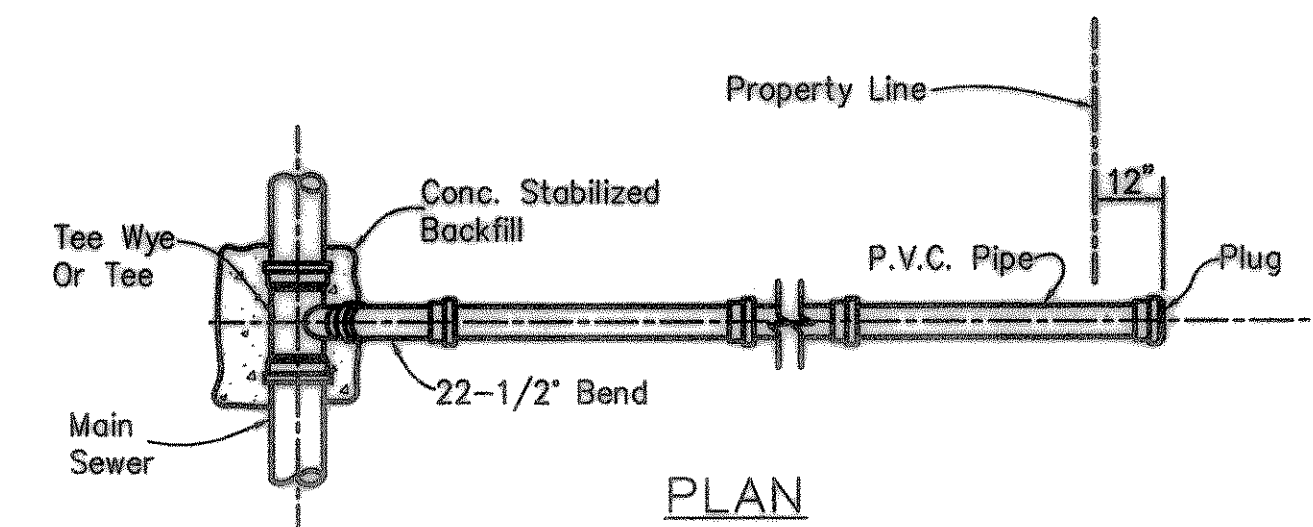 Property Line
12"
Conc. Stabilized
Backfill
Tee Wye
Or Tee
P.V.C. Pipe
Plug
22-1/2° Bend
Main
Sewer
PLAN